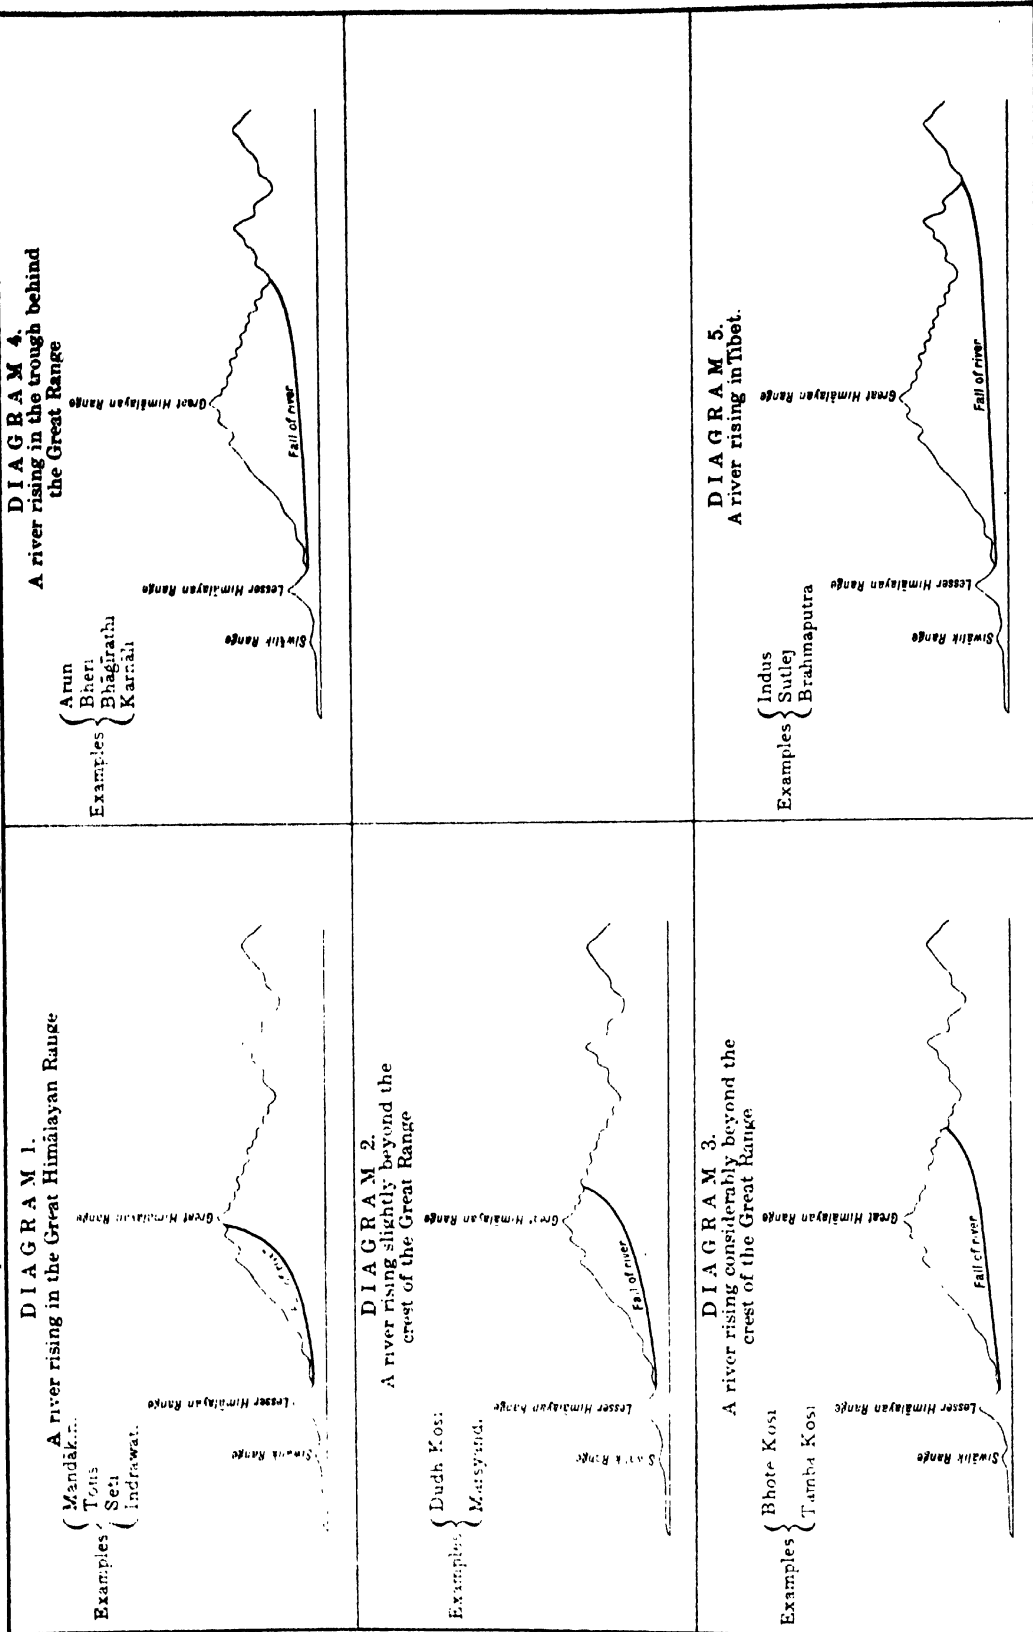 DIAGRAM 1.
A river rising in the Great Himālayan Range
Examples
Tons
Seti
Great Himalayan Range
Lesser Himālayan Range
Siwālik Range
DIAGRAM 2.
A river rising slightly beyond the
crest of the Great Range
Examples
Dudh Kosi
Great Himālayan Range
Fall of river
Lesser Himālayan Range
Siwālik Range
DIAGRAM 3.
A river rising considerably beyond the
crest of the Great Range
Examples
Bhote Kosi
Tamba Kosi
Great Himālayan Range
Fall of river
Lesser Himālayan Range
Siwālik Range
DIAGRAM 4.
A river rising in the trough behind
the Great Range
Examples
Arun
Bheri
Bhāgirathi
Karnāli
Great Himālayan Range
Fall of river
Lesser Himālayan Range
Siwālik Range
DIAGRAM 5.
A river rising in Tibet.
Examples
Indus
Sutlej
Brahmaputra
Great Himālayan Range
Fall of river
Lesser Himālayan Range
Siwālik Range